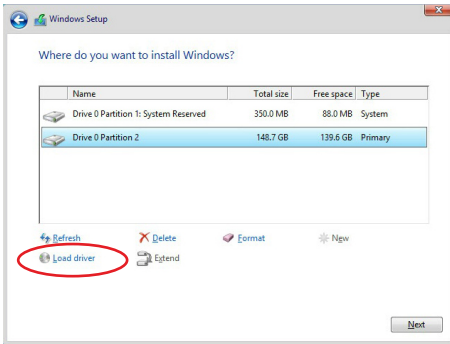 Windows Setup
Where do you want to install Windows?
Name Total size Free space Type
Drive 0 Partition 1: System Reserved 350.0 MB 88.0 MB System
Drive 0 Partition 2 148.7 GB 139.6 GB Primary
Refresh Delete Format New
Load driver Extend
Next